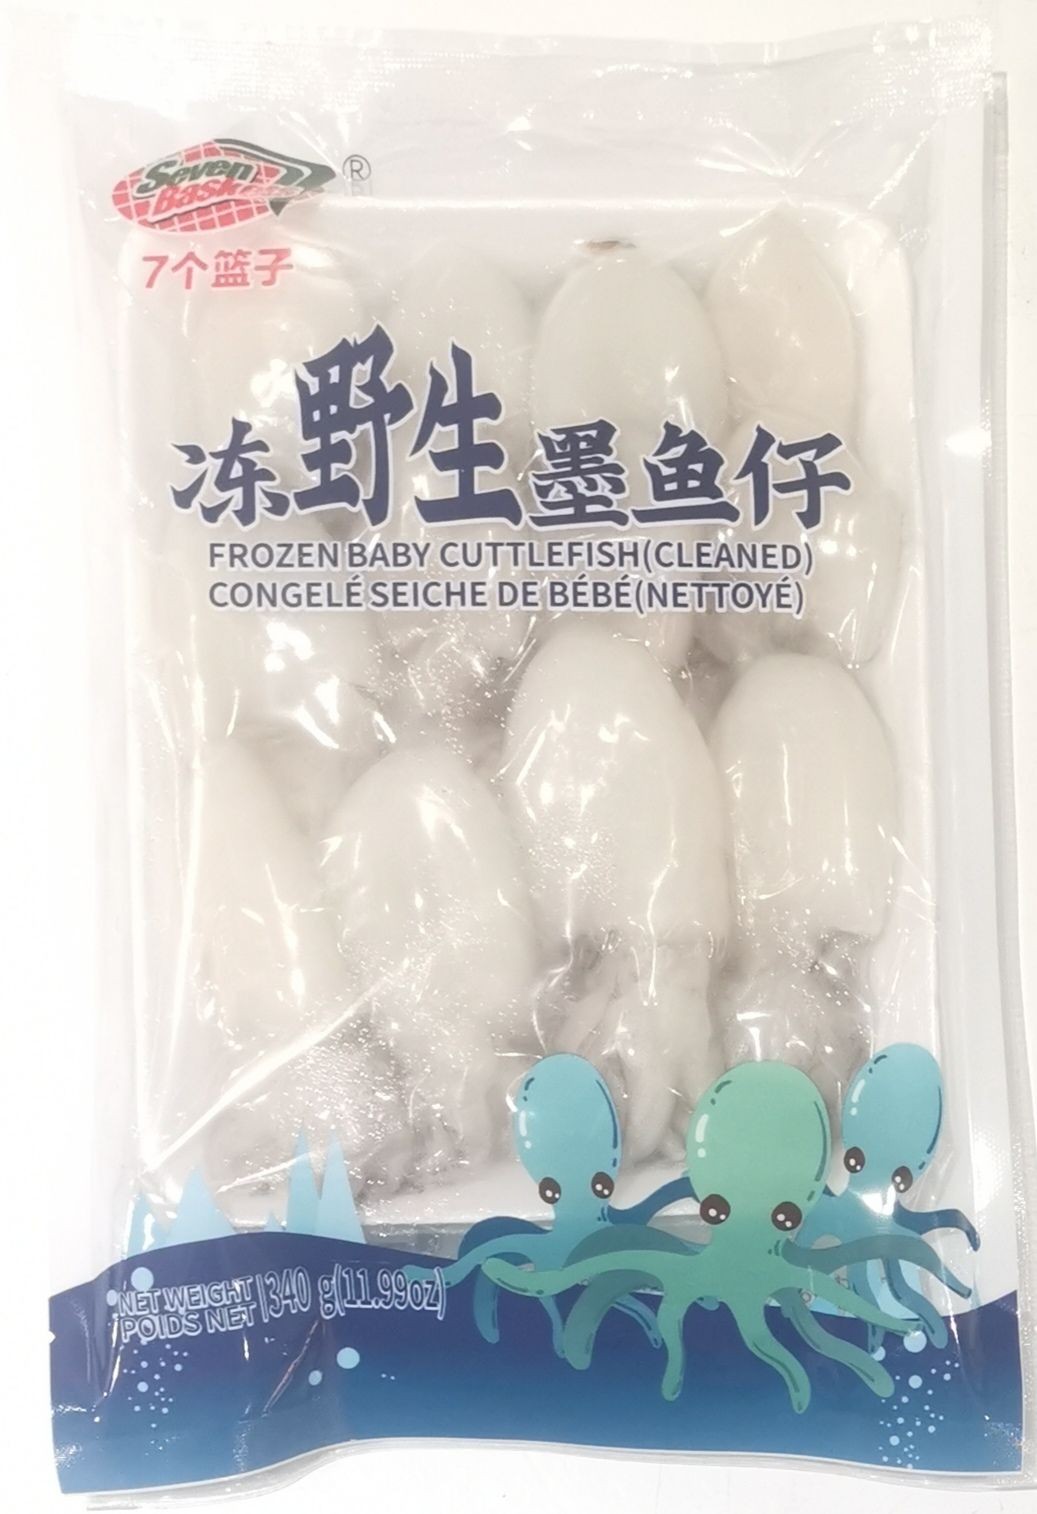 Seven
Basket
®
7个篮子
冻野生墨鱼仔
FROZEN BABY CUTTLEFISH(CLEANED)
CONGELÉ SEICHE DE BÉBÉ(NETTOYÉ)
NET WEIGHT
POIDS NET
340 g(11.99oz)